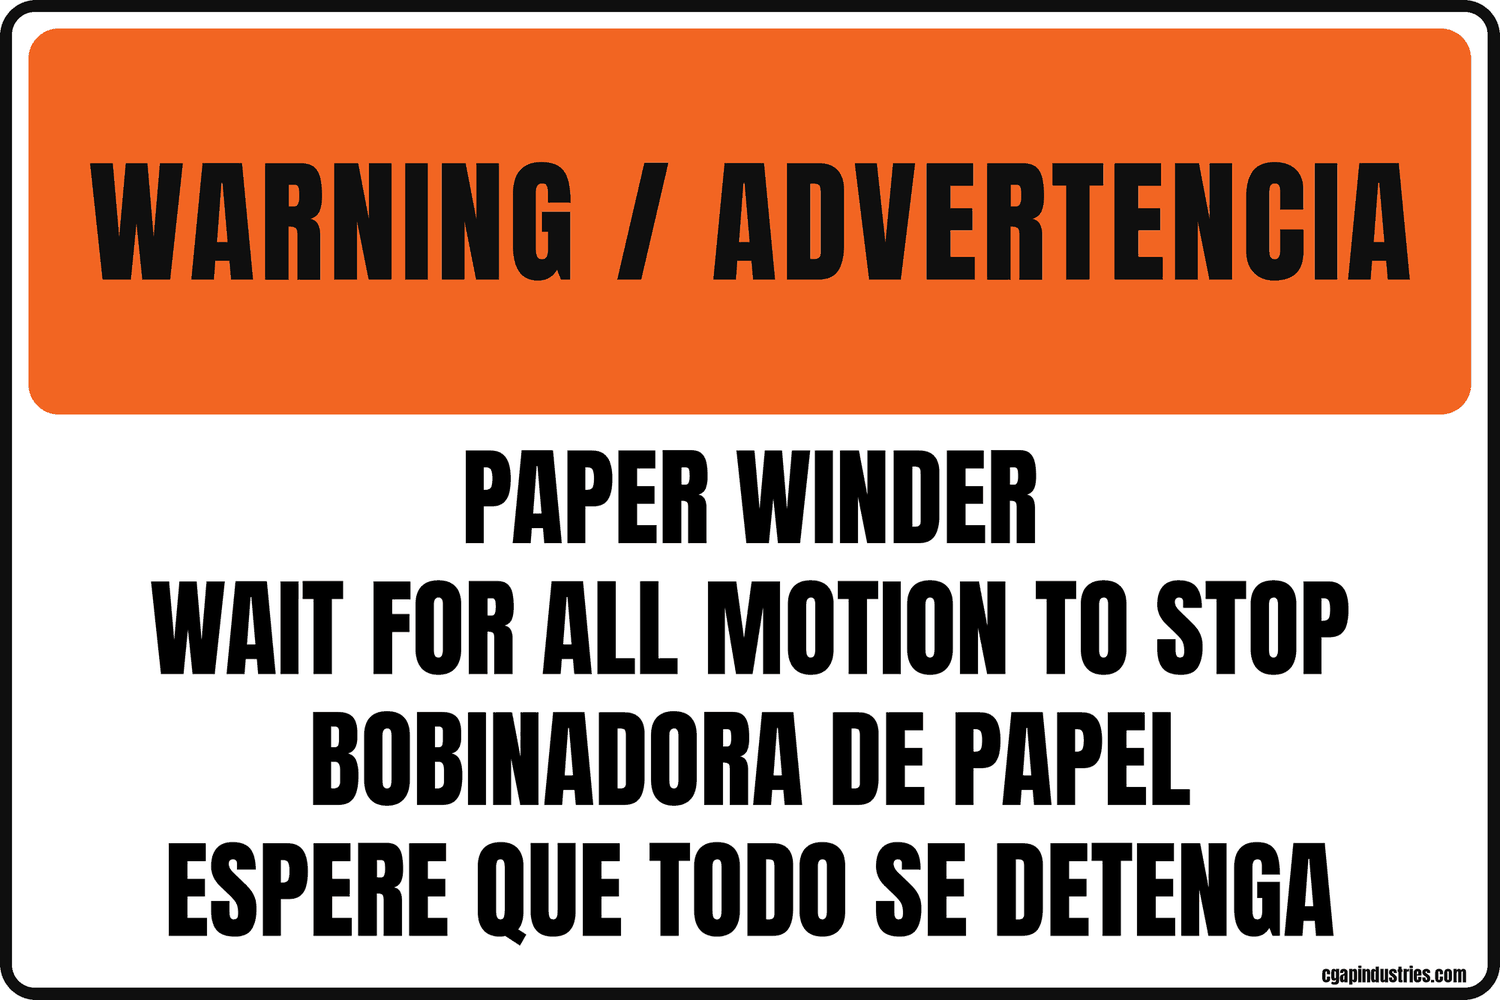 WARNING / ADVERTENCIA
PAPER WINDER
WAIT FOR ALL MOTION TO STOP
BOBINADORA DE PAPEL
ESPERE QUE TODO SE DETENGA
cgapindustries.com